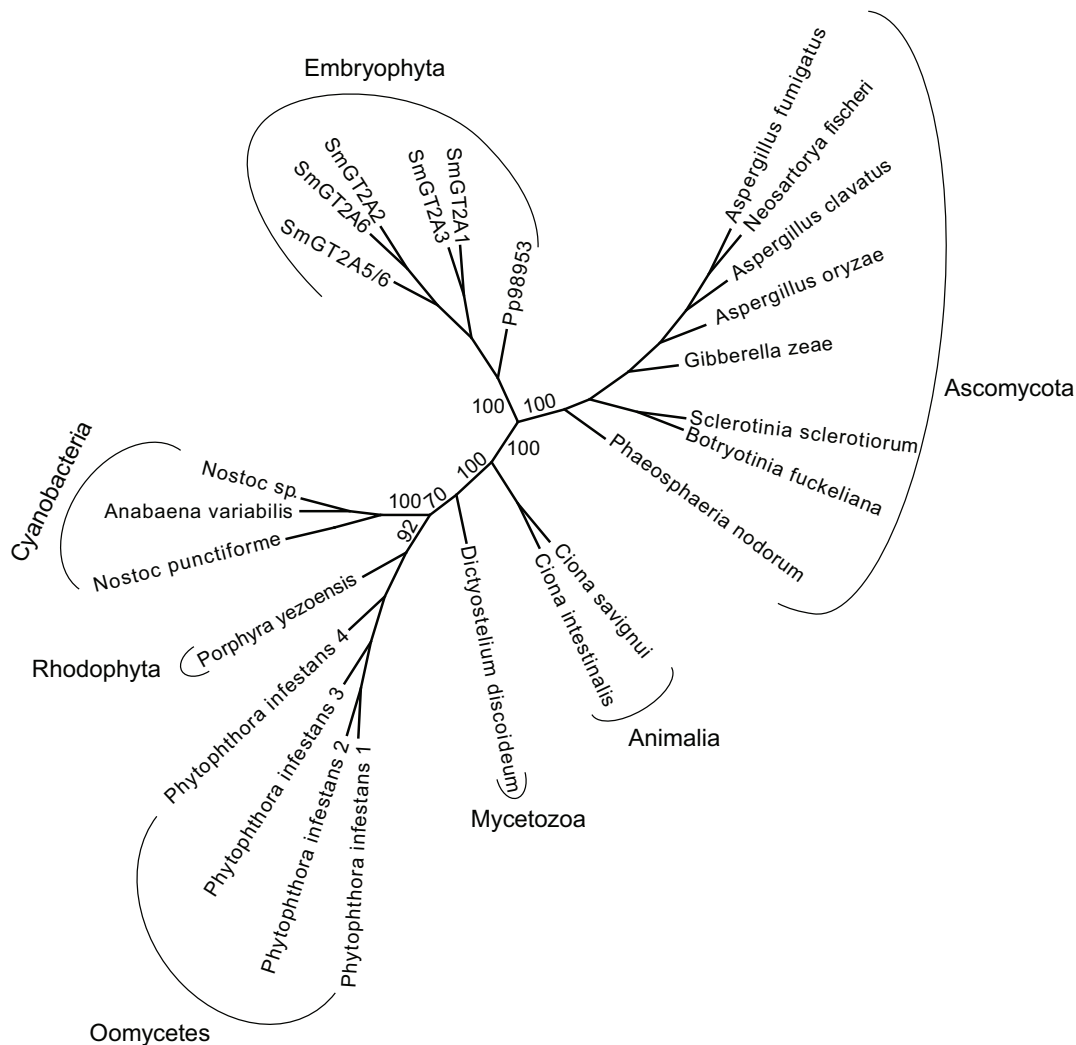 Embryophyta
SmGT2A2
SmGT2A6
SmGT2A5/6
SmGT2A1
SmGT2A3
Pp98953
Aspergillus fumigatus
Neosartorya fischeri
Aspergillus clavatus
Aspergillus oryzae
Gibberella zeae
Sclerotinia sclerotiorum
Botryotinia fuckeliana
Phaeosphaeria nodorum
Ascomycota
100
100
100
100
70
100
92
Cyanobacteria
Nostoc sp.
Anabaena variabilis
Nostoc punctiforme
Rhodophyta
Porphyra yezoensis
Phytophthora infestans 4
Phytophthora infestans 3
Phytophthora infestans 2
Phytophthora infestans 1
Oomycetes
Dictyostelium discoideum
Mycetozoa
Ciona savignui
Ciona intestinalis
Animalia